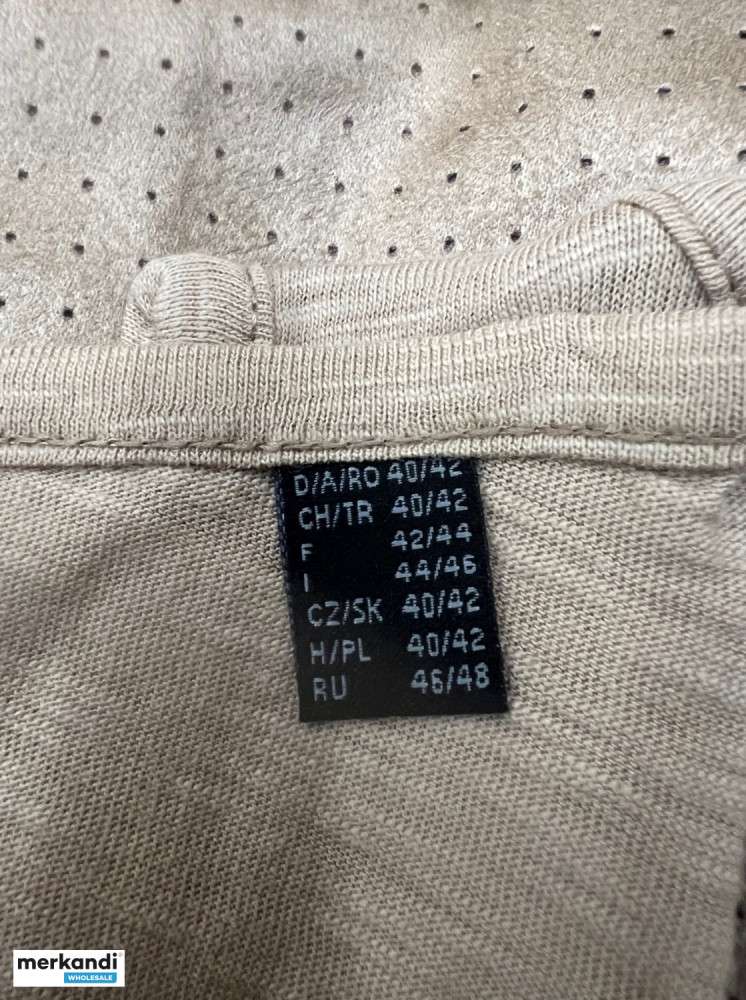 D/A/RO 40/42
CH/TR 40/42
F 42/44
I 44/46
CZ/SK 40/42
H/PL 40/42
RU 46/48
merkandi
WHOLESALE